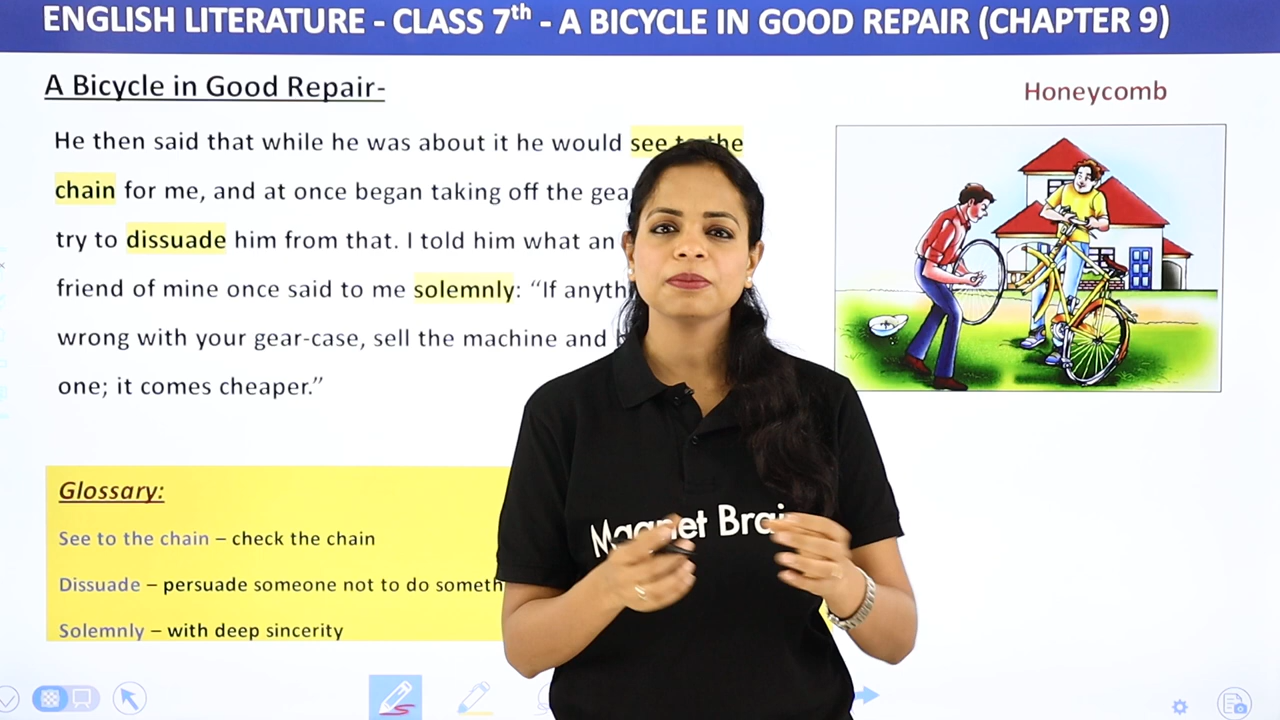 ENGLISH LITERATURE - CLASS 7th - A BICYCLE IN GOOD REPAIR (CHAPTER 9)
A Bicycle in Good Repair-
Honeycomb
He then said that while he was about it he would see to the
chain for me, and at once began taking off the
try to dissuade him from that. I told him what an
friend of mine once said to me solemnly: “If
wrong with your gear-case, sell the machine and
one; it comes cheaper.”
Glossary:
See to the chain – check the chain
Dissuade – persuade someone not to do
Solemnly – with deep sincerity
Magnet